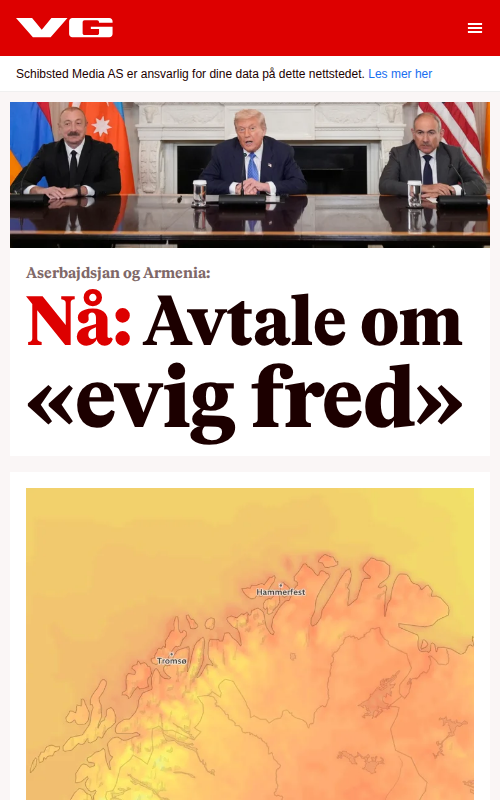 VG
Schibsted Media AS er ansvarlig for dine data på dette nettstedet. Les mer her
Aserbajdsjan og Armenia:
Nå: Avtale om
«evig fred»
Hammerfest
Tromsø